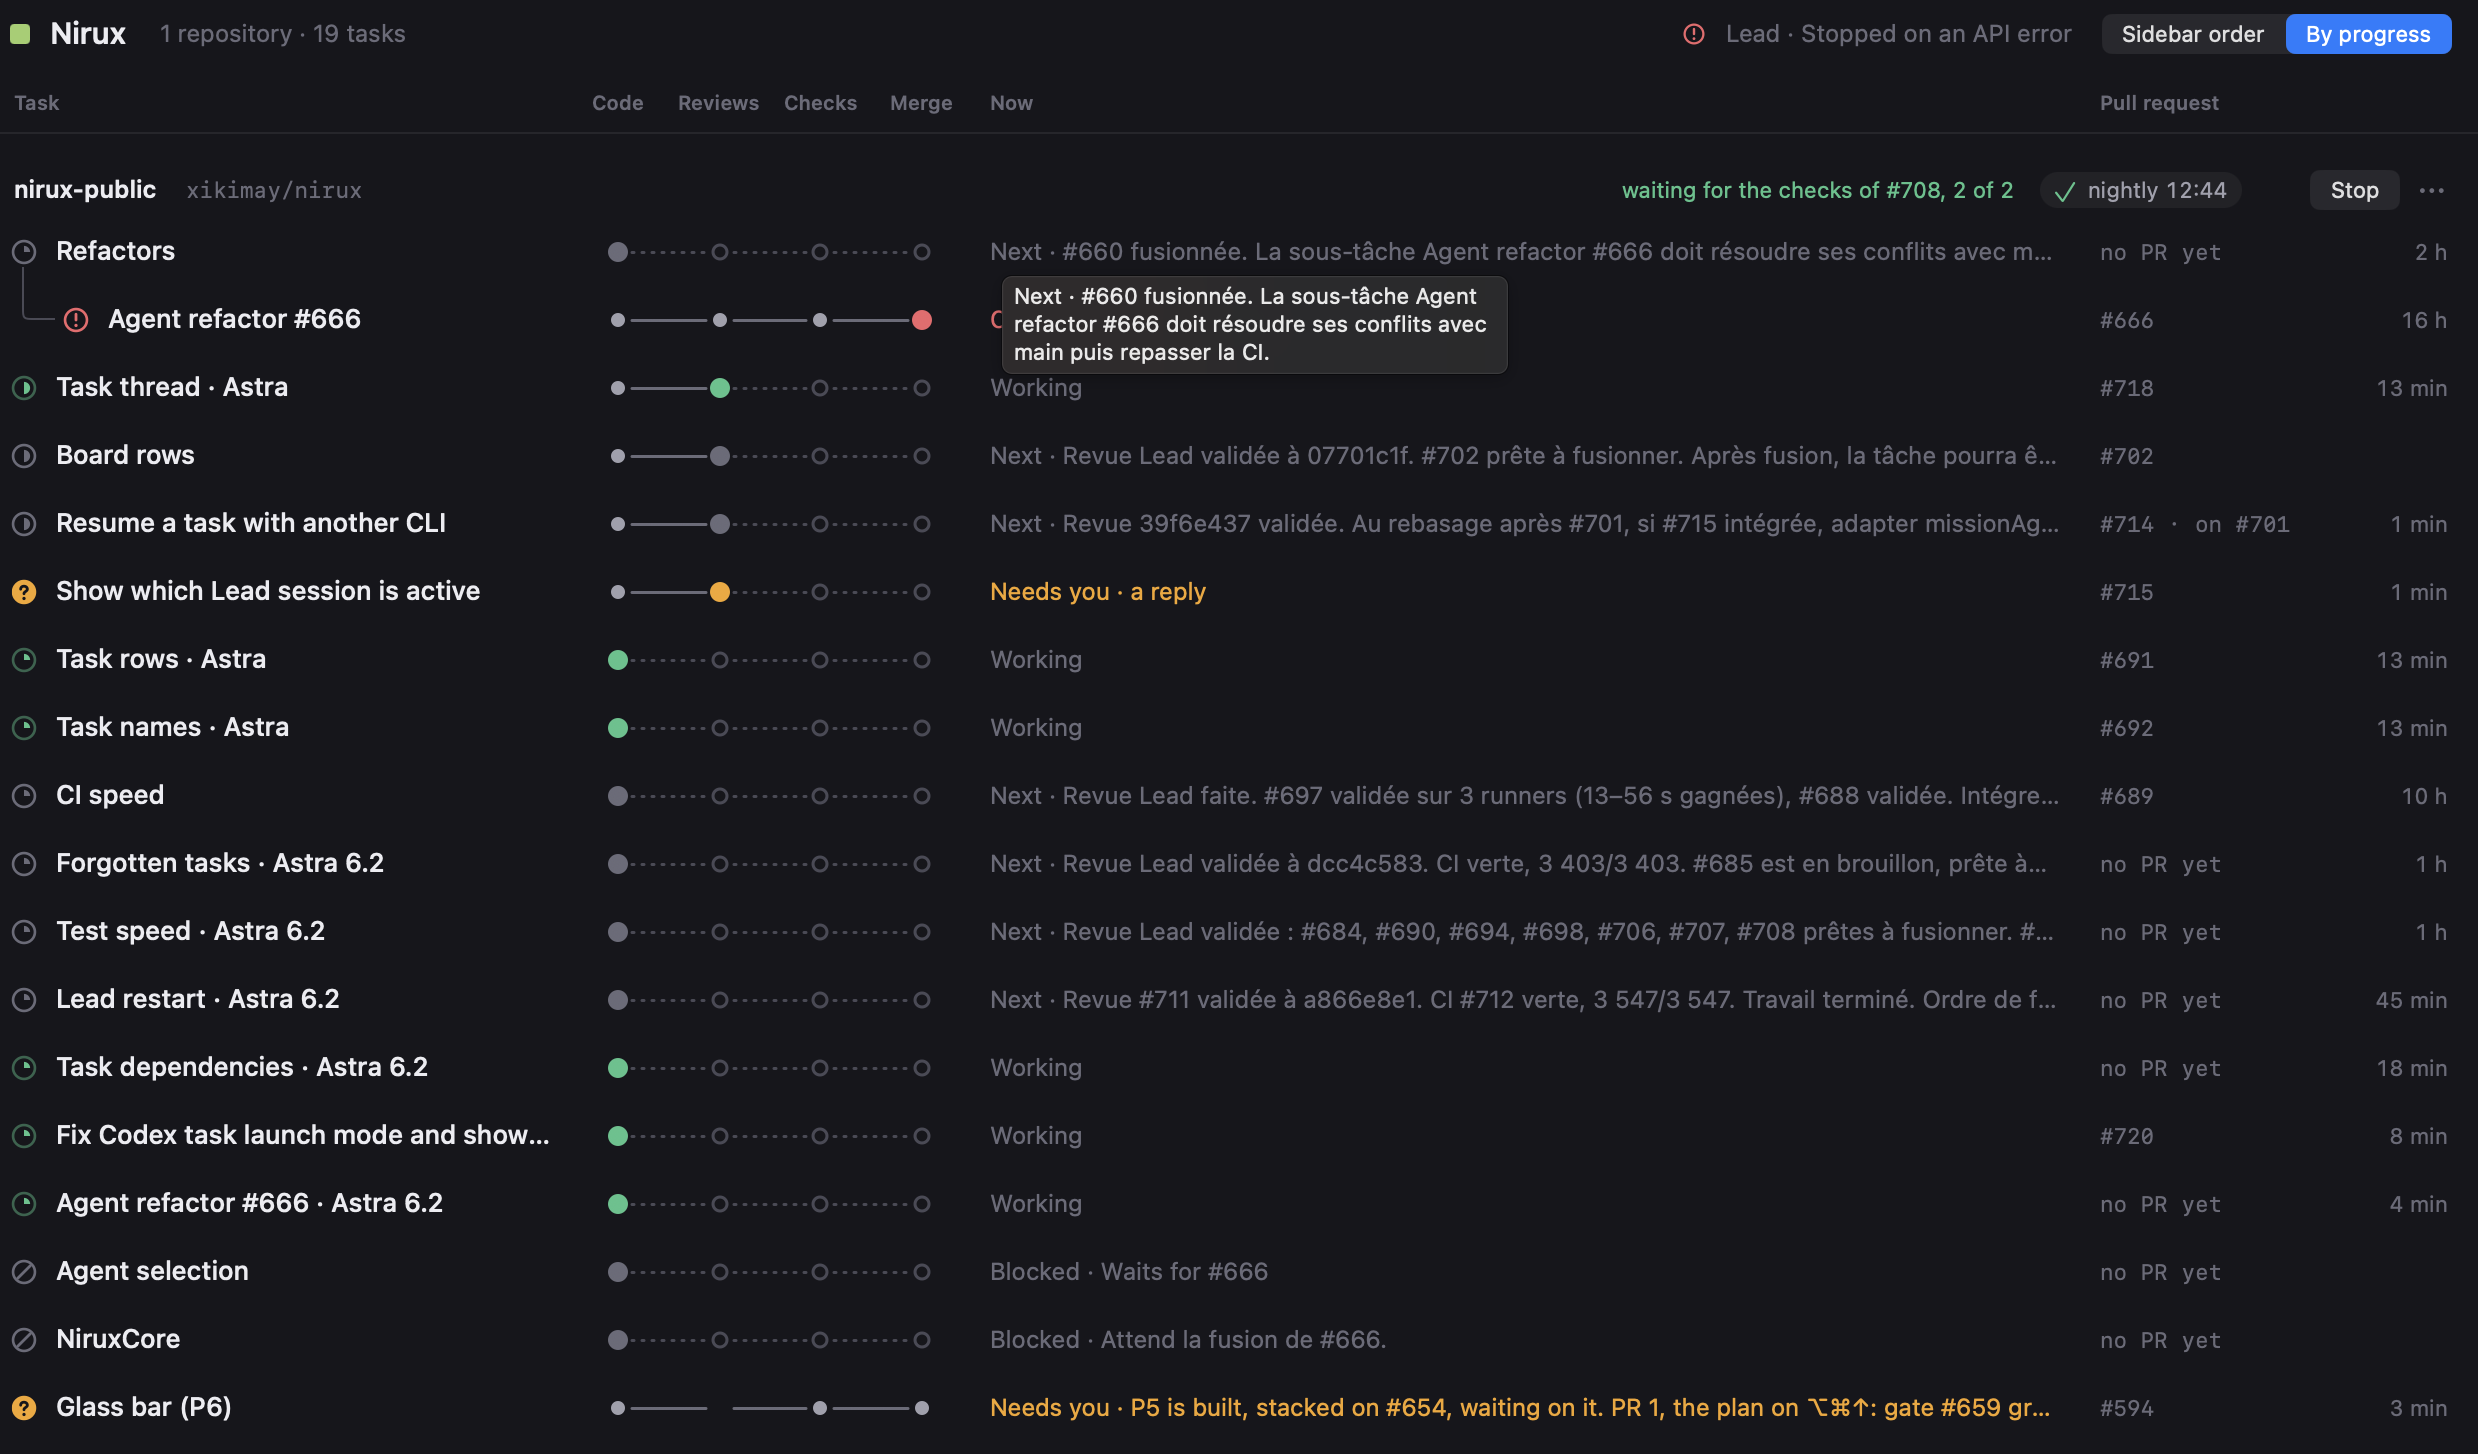 Nirux 1 repository · 19 tasks Lead · Stopped on an API error Sidebar order By progress
Task Code Reviews Checks Merge Now Pull request
nirux-public xikimay/nirux waiting for the checks of #708, 2 of 2 nightly 12:44 Stop ···
Refactors Next · #660 fusionnée. La sous-tâche Agent refactor #666 doit résoudre ses conflits avec m... no PR yet 2 h
Next · #660 fusionnée. La sous-tâche Agent
refactor #666 doit résoudre ses conflits avec
main puis repasser la CI.
Agent refactor #666 #666 16 h
Task thread · Astra Working #718 13 min
Board rows Next · Revue Lead validée à 07701c1f. #702 prête à fusionner. Après fusion, la tâche pourra ê... #702
Resume a task with another CLI Next · Revue 39f6e437 validée. Au rebasage après #701, si #715 intégrée, adapter missionAg... #714 · on #701 1 min
Show which Lead session is active Needs you · a reply #715 1 min
Task rows · Astra Working #691 13 min
Task names · Astra Working #692 13 min
CI speed Next · Revue Lead faite. #697 validée sur 3 runners (13–56 s gagnées), #688 validée. Intégre... #689 10 h
Forgotten tasks · Astra 6.2 Next · Revue Lead validée à dcc4c583. CI verte, 3 403/3 403. #685 est en brouillon, prête à... no PR yet 1 h
Test speed · Astra 6.2 Next · Revue Lead validée : #684, #690, #694, #698, #706, #707, #708 prêtes à fusionner. #... no PR yet 1 h
Lead restart · Astra 6.2 Next · Revue #711 validée à a866e8e1. CI #712 verte, 3 547/3 547. Travail terminé. Ordre de f... no PR yet 45 min
Task dependencies · Astra 6.2 Working no PR yet 18 min
Fix Codex task launch mode and show... Working #720 8 min
Agent refactor #666 · Astra 6.2 Working no PR yet 4 min
Agent selection Blocked · Waits for #666 no PR yet
NiruxCore Blocked · Attend la fusion de #666. no PR yet
Glass bar (P6) Needs you · P5 is built, stacked on #654, waiting on it. PR 1, the plan on ⌥⌘↑: gate #659 gr... #594 3 min